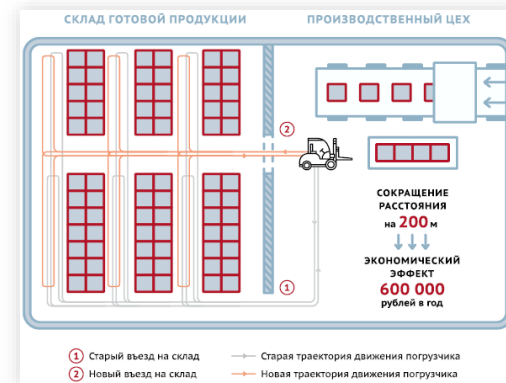 СКЛАД ГОТОВОЙ ПРОДУКЦИИ
ПРОИЗВОДСТВЕННЫЙ ЦЕХ
2
СОКРАЩЕНИЕ
РАССТОЯНИЯ
на 200 м
ЭКОНОМИЧЕСКИЙ
ЭФФЕКТ
600 000
рублей в год
1
1 Старый въезд на склад
Старая траектория движения погрузчика
2 Новый въезд на склад
Новая траектория движения погрузчика